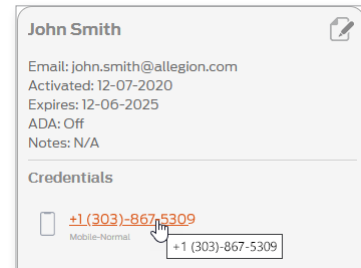 John Smith
Email: john.smith@allegion.com
Activated: 12-07-2020
Expires: 12-06-2025
ADA: Off
Notes: N/A
Credentials
+1 (303)-867-5309
Mobile-Normal
+1 (303)-867-5309